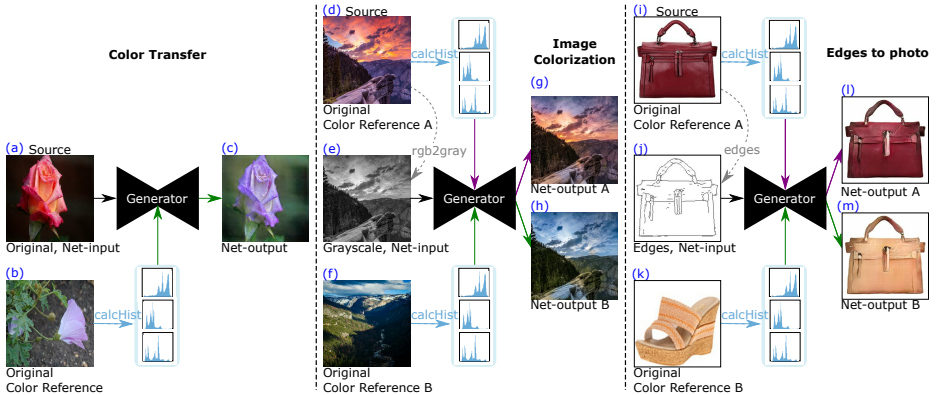 Color Transfer
(a) Source
Generator
Original, Net-input
(b)
calcHist
Original
Color Reference
(c)
Net-output
(d) Source
calcHist
Original
Color Reference A
Image
Colorization
(e)
rgb2gray
Generator
Grayscale, Net-input
(f)
calcHist
Original
Color Reference B
(g)
Net-output A
(h)
Net-output B
(i) Source
calcHist
Original
Color Reference A
Edges to photo
(j)
edges
Generator
Edges, Net-input
(k)
calcHist
Original
Color Reference B
(l)
Net-output A
(m)
Net-output B